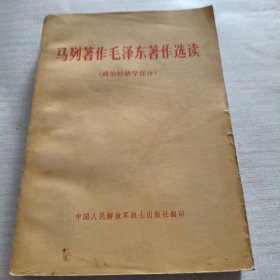 马列著作毛泽东著作选读
(政治经济学部分)
中国人民解放军战士出版社翻印